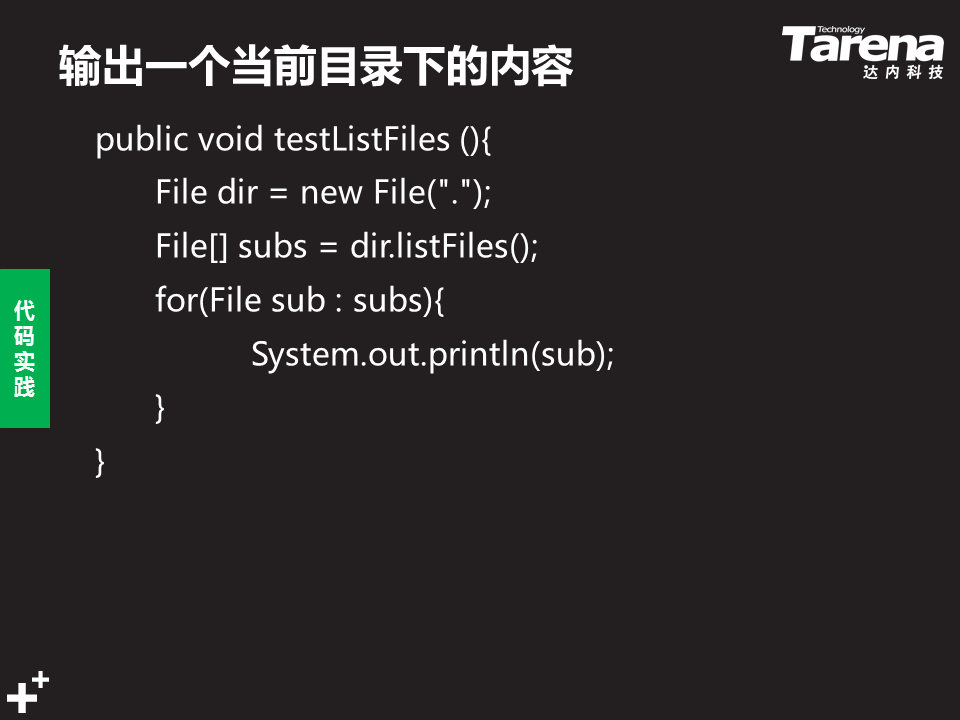 输出一个当前目录下的内容
Technology
Tarena
达内科技
public void testListFiles (){
File dir = new File(".");
File[] subs = dir.listFiles();
for(File sub : subs){
System.out.println(sub);
}
}
代
码
实
践